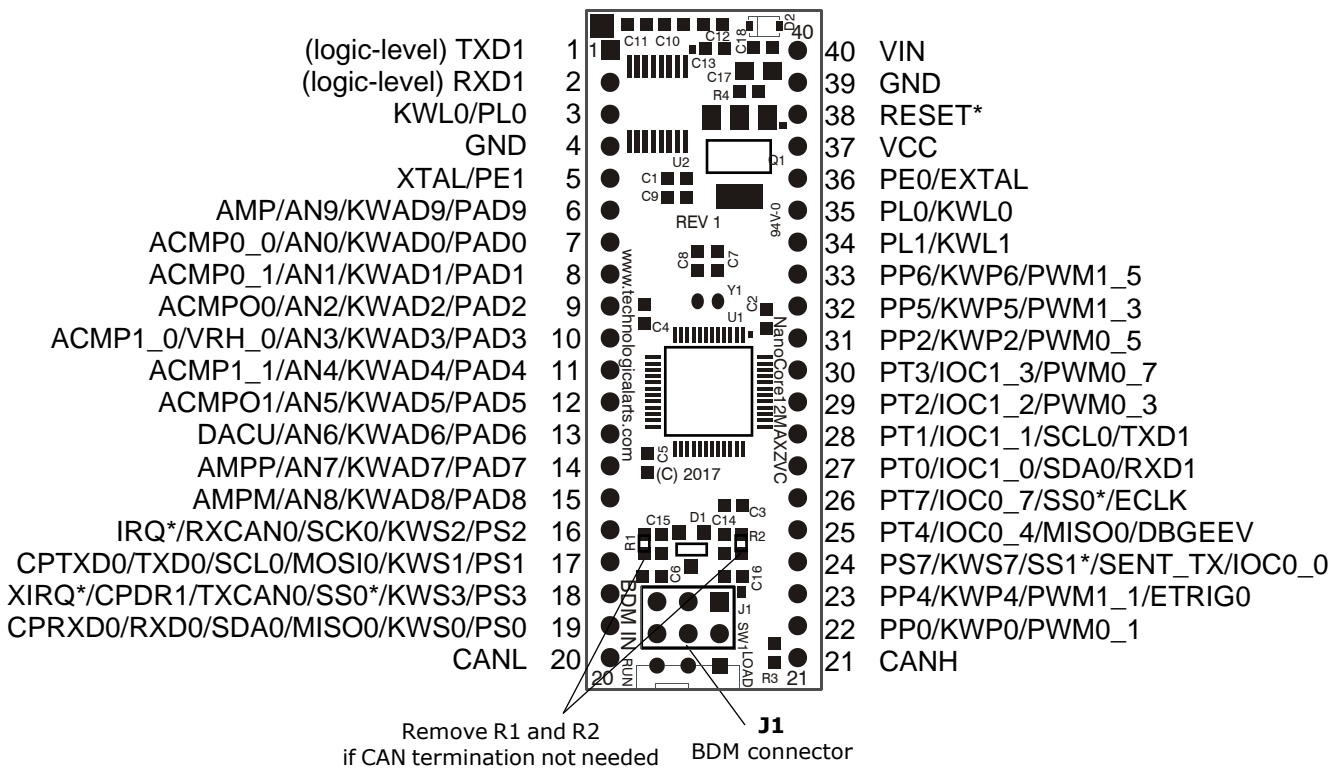 (logic-level) TXD1 1
(logic-level) RXD1 2
KWL0/PL0 3
GND 4
XTAL/PE1 5
AMP/AN9/KWAD9/PAD9 6
ACMP0_0/AN0/KWAD0/PAD0 7
ACMP0_1/AN1/KWAD1/PAD1 8
ACMPO0/AN2/KWAD2/PAD2 9
ACMP1_0/VRH_0/AN3/KWAD3/PAD3 10
ACMP1_1/AN4/KWAD4/PAD4 11
ACMPO1/AN5/KWAD5/PAD5 12
DACU/AN6/KWAD6/PAD6 13
AMPP/AN7/KWAD7/PAD7 14
AMPM/AN8/KWAD8/PAD8 15
IRQ*/RXCAN0/SCK0/KWS2/PS2 16
CPTXD0/TXD0/SCL0/MOSI0/KWS1/PS1 17
XIRQ*/CPDR1/TXCAN0/SS0*/KWS3/PS3 18
CPRXD0/RXD0/SDA0/MISO0/KWS0/PS0 19
CANL 20
1
C11 C10
C12
C13
C18
D2
40
C17
R4
U2
Q1
C1
C9
REV 1
94V-0
C8
C7
Y1
C2
U1
C4
www.technologicalarts.com
NanoCore12MAXZVC
C5
(C) 2017
C3
C15
D1
C14
R1
R2
C6
C16
BDM IN
J1
SW1
RUN
LOAD
R3
20
21
40 VIN
39 GND
38 RESET*
37 VCC
36 PE0/EXTAL
35 PL0/KWL0
34 PL1/KWL1
33 PP6/KWP6/PWM1_5
32 PP5/KWP5/PWM1_3
31 PP2/KWP2/PWM0_5
30 PT3/IOC1_3/PWM0_7
29 PT2/IOC1_2/PWM0_3
28 PT1/IOC1_1/SCL0/TXD1
27 PT0/IOC1_0/SDA0/RXD1
26 PT7/IOC0_7/SS0*/ECLK
25 PT4/IOC0_4/MISO0/DBGEEV
24 PS7/KWS7/SS1*/SENT_TX/IOC0_0
23 PP4/KWP4/PWM1_1/ETRIG0
22 PP0/KWP0/PWM0_1
21 CANH
Remove R1 and R2
if CAN termination not needed
J1
BDM connector